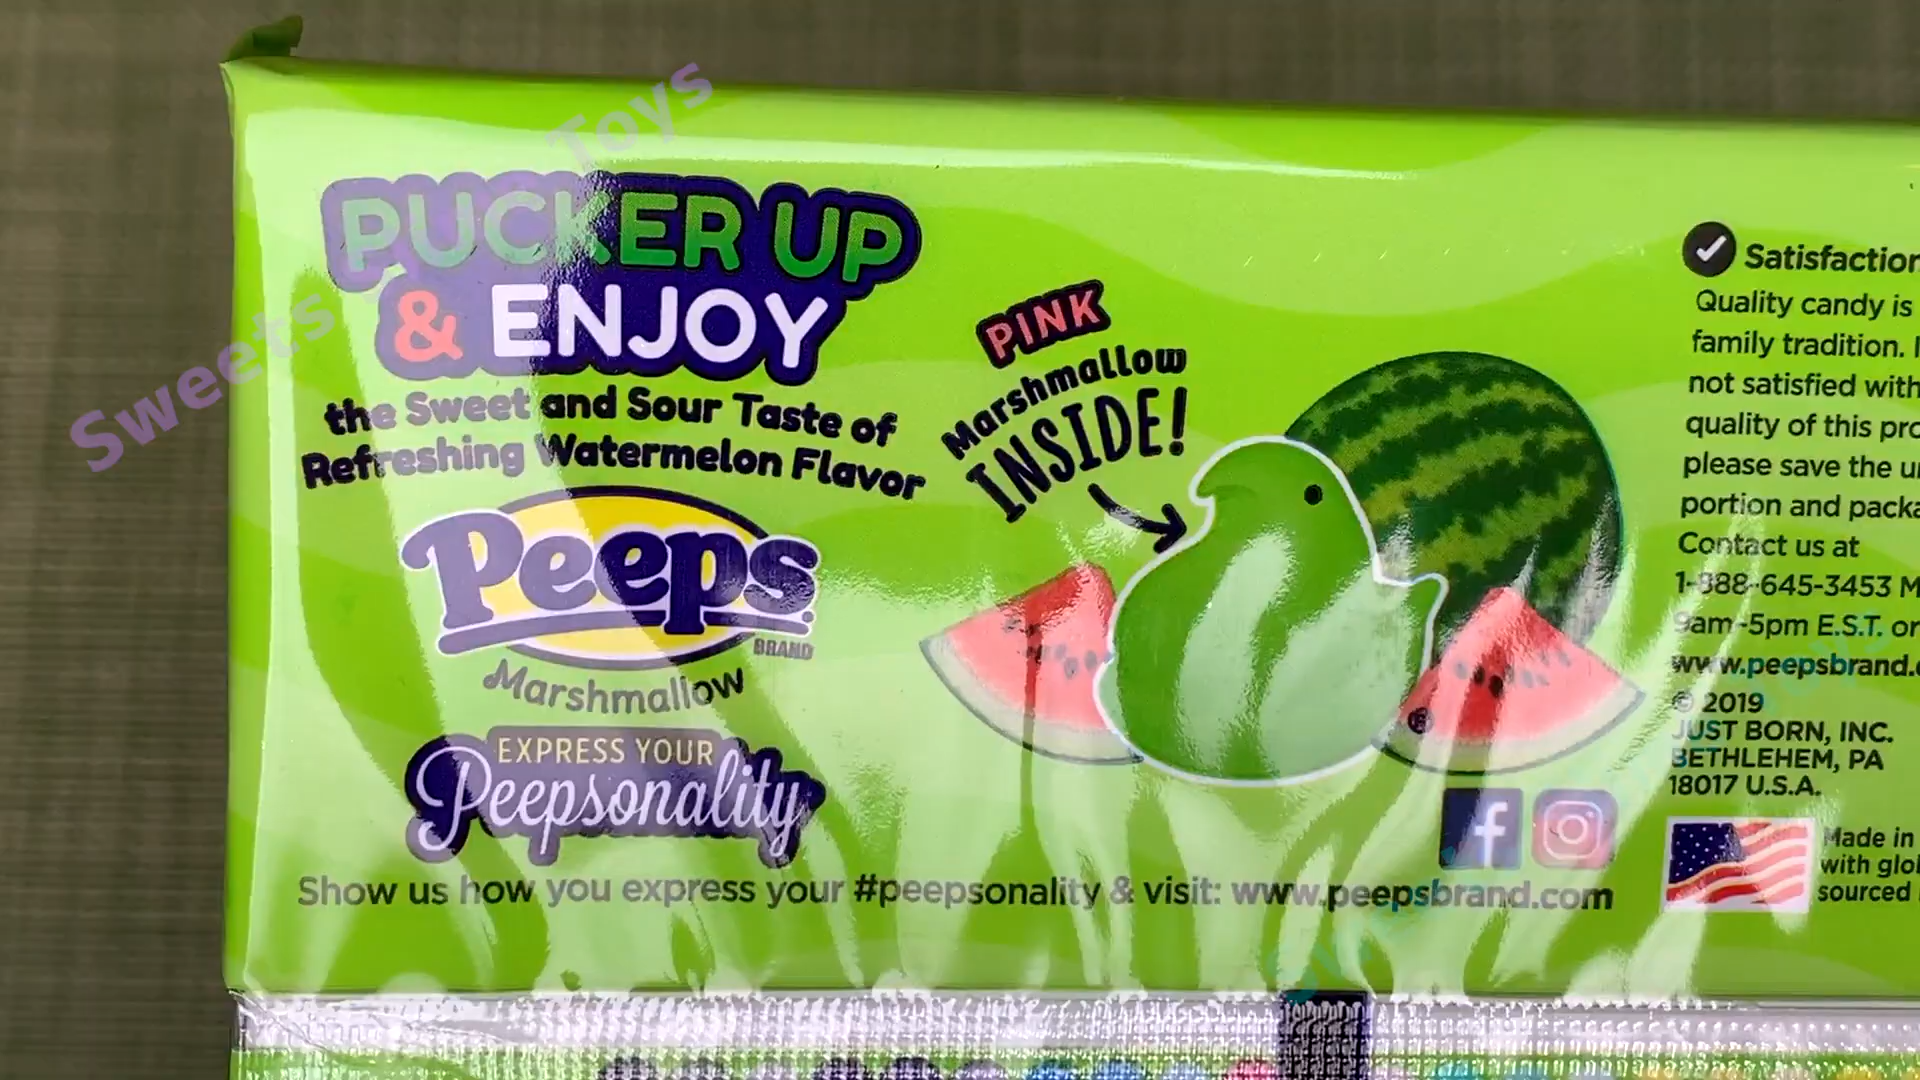 Sweets Toys
PUCKER UP
& ENJOY
the Sweet and Sour Taste of
Refreshing Watermelon Flavor
Peeps
BRAND
Marshmallow
EXPRESS YOUR
Peepsonality
Show us how you express your #peepsonality & visit: www.peepsbrand.com
PINK
Marshmallow
INSIDE!
®
Satisfaction
Quality candy is
family tradition. I
not satisfied with
quality of this pro
please save the u
portion and packa
Contact us at
1-888-645-3453 M
9am-5pm E.S.T. or
www.peepsbrand.
© 2019
JUST BORN, INC.
BETHLEHEM, PA
18017 U.S.A.
Made in
with glo
sourced